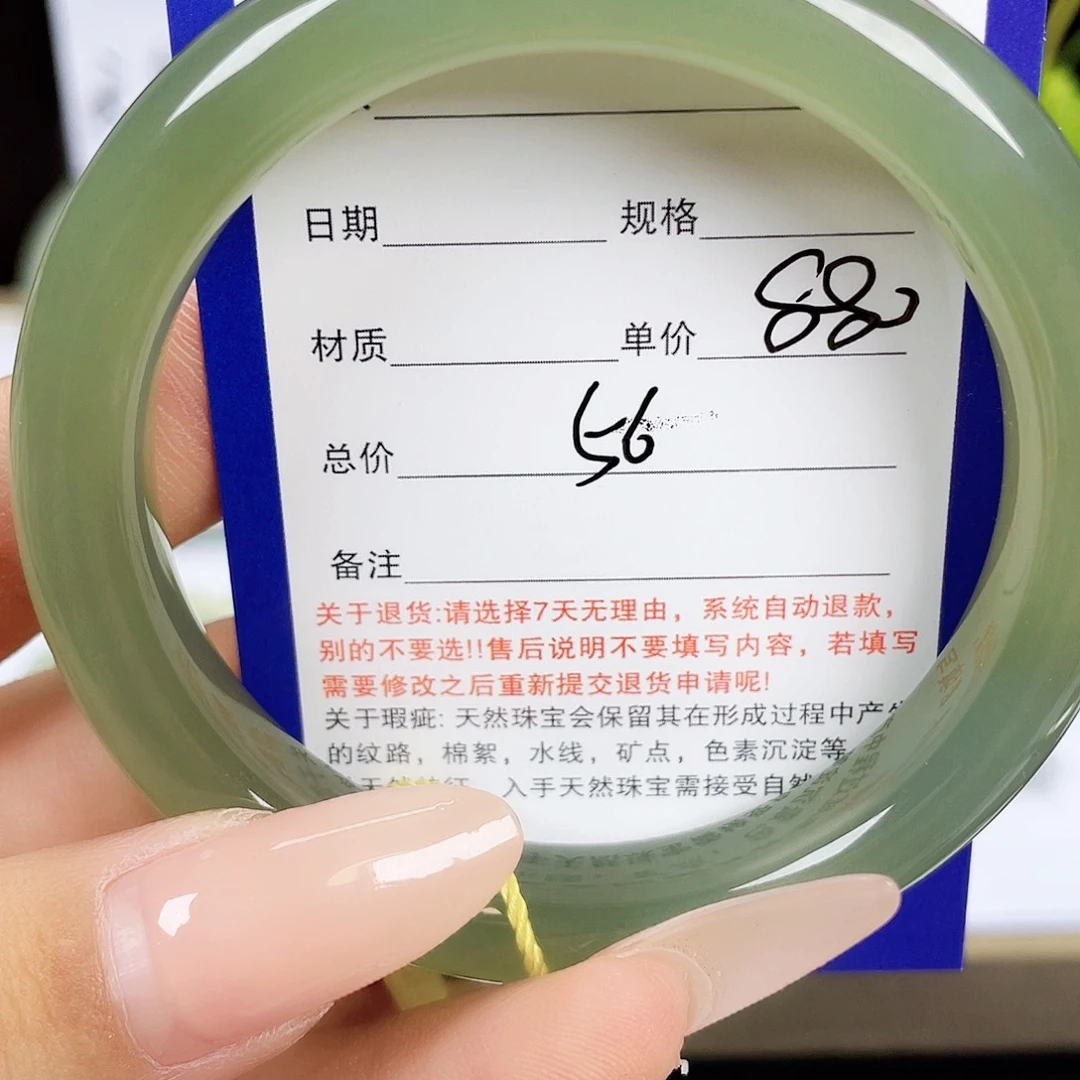 日期 规格
材质 单价 88
总价 56
备注
关于退货:请选择7天无理由，系统自动退款，
别的不要选!!售后说明不要填写内容，若填写
需要修改之后重新提交退货申请呢!
关于瑕疵: 天然珠宝会保留其在形成过程中产生
的纹路，棉絮，水线，矿点，色素沉淀等
入手天然珠宝需接受自然